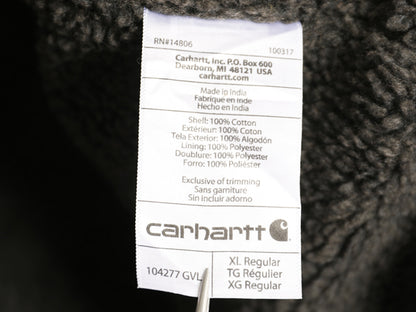 RN#14806 100317
Carhartt, Inc. P.O. Box 600
Dearborn, MI 48121 USA
carhartt.com
Made in India
Fabriqué en Inde
Hecho en India
Shell: 100% Cotton
Extérieur: 100% Coton
Tela Exterior: 100% Algodón
Lining: 100% Polyester
Doublure: 100% Polyester
Forro: 100% Poliéster
Exclusive of trimming
Sans garniture
Sin incluir adorno
carhartt
104277 GVL
XL Regular
TG Régulier
XG Regular